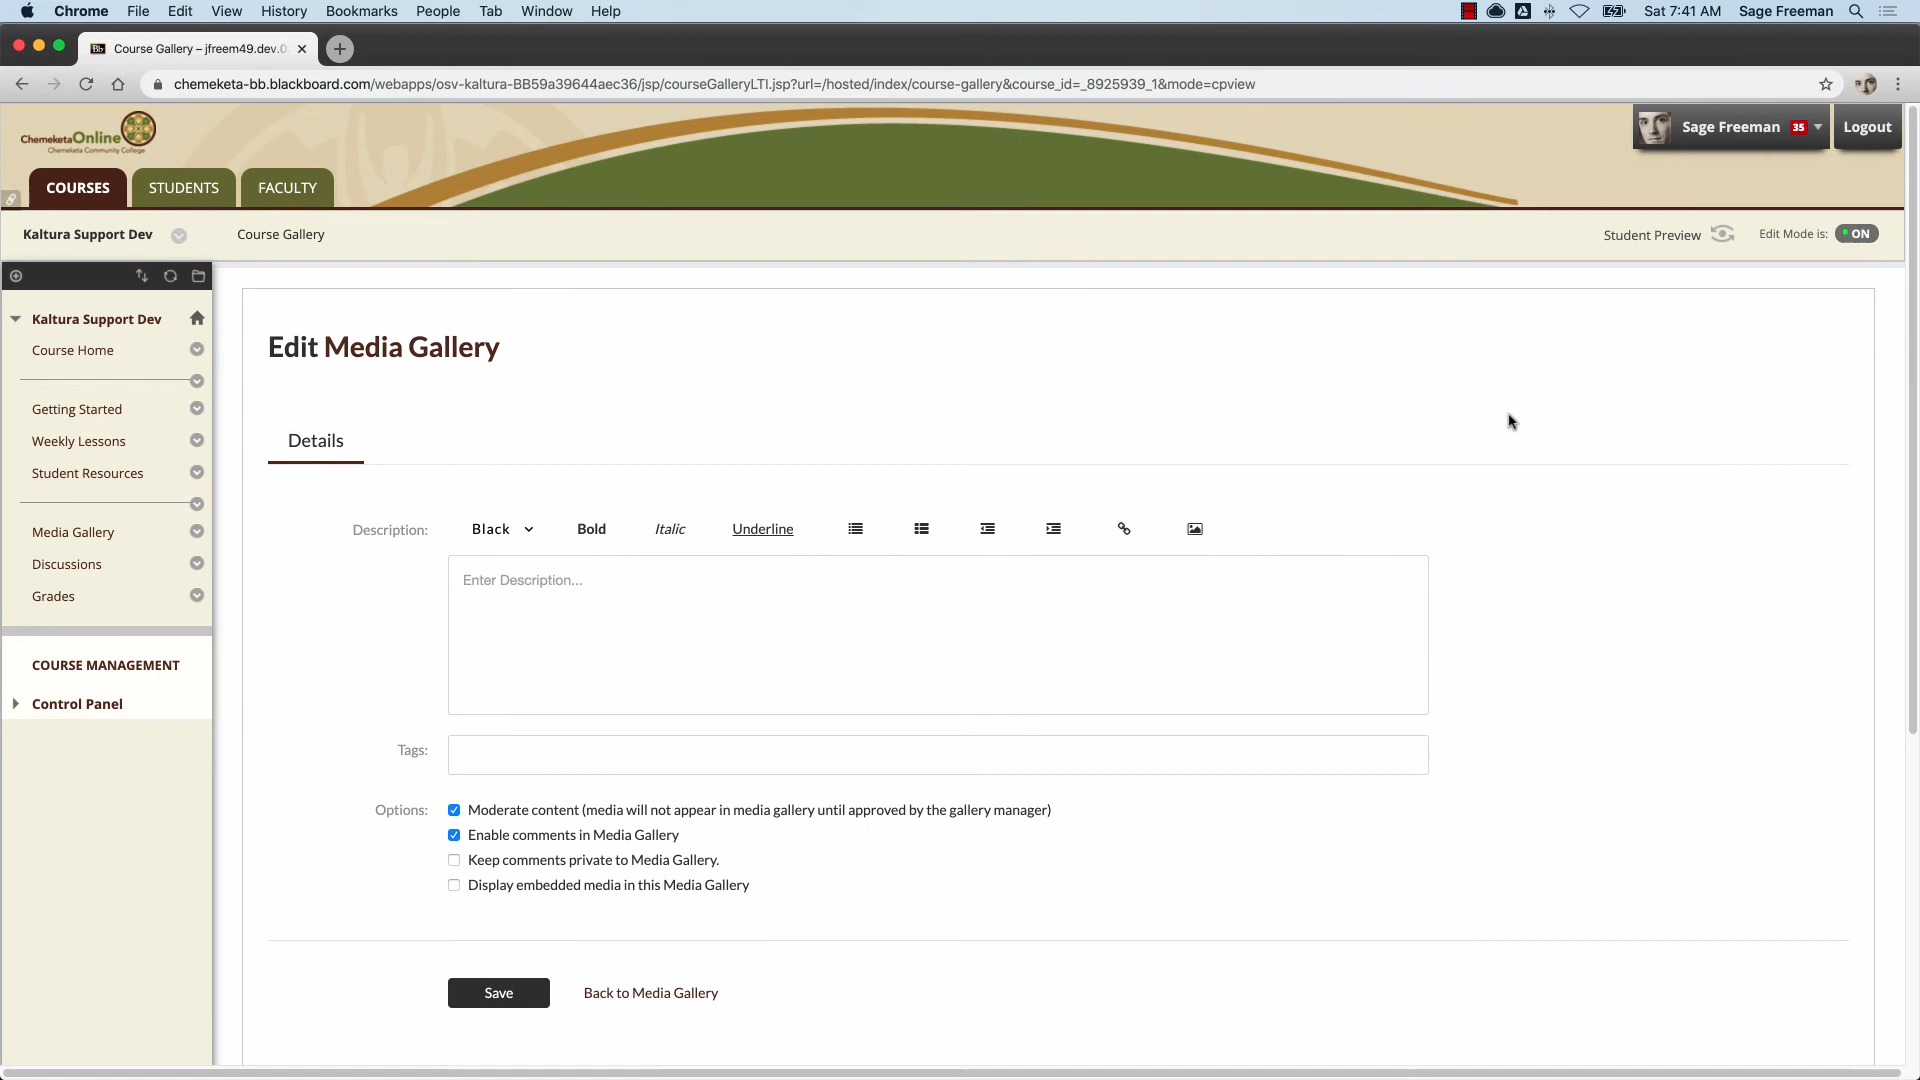 Chrome File Edit View History Bookmarks People Tab Window Help Sat 7:41 AM Sage Freeman
Bb Course Gallery – jfreem49.dev.0
chemeketa-bb.blackboard.com/webapps/osv-kaltura-BB59a39644aec36/jsp/courseGalleryLTI.jsp?url=/hosted/index/course-gallery&course_id=_8925939_1&mode=cpview
ChemeketaOnline
Chemeketa Community College
Sage Freeman 35 Logout
COURSES STUDENTS FACULTY
Kaltura Support Dev Course Gallery Student Preview Edit Mode is: ON
Kaltura Support Dev
Course Home
Getting Started
Weekly Lessons
Student Resources
Media Gallery
Discussions
Grades
COURSE MANAGEMENT
Control Panel
Edit Media Gallery
Details
Description: Black Bold Italic Underline
Enter Description...
Tags:
Options: Moderate content (media will not appear in media gallery until approved by the gallery manager)
Enable comments in Media Gallery
Keep comments private to Media Gallery.
Display embedded media in this Media Gallery
Save Back to Media Gallery